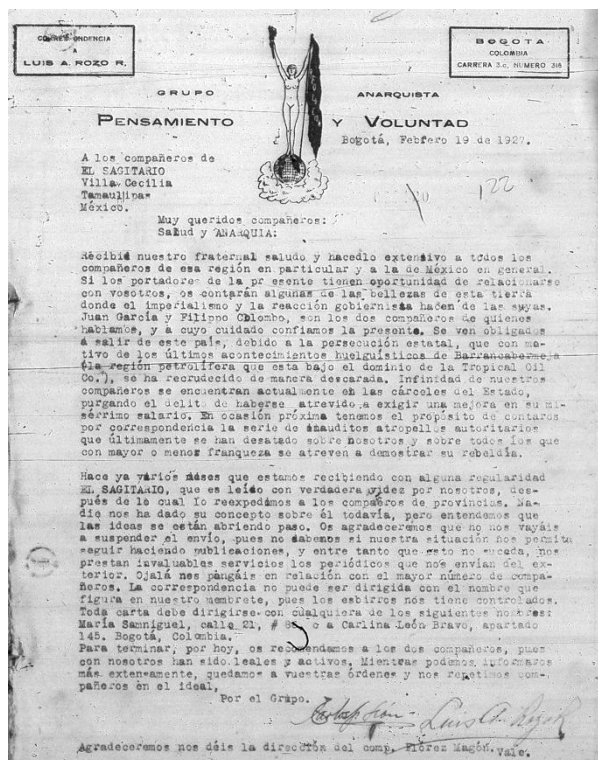 CORRESPONDENCIA
A
LUIS A. ROZO R.
BOGOTA
COLOMBIA
CARRERA 3.a, NUMERO 316
GRUPO ANARQUISTA
PENSAMIENTO Y VOLUNTAD
Bogotá, Febrero 19 de 1927.
122
A los compañeros de
EL SAGITARIO
Villa Cecilia
Tamaulipas
México.
Muy queridos compañeros:
Salud y ANARQUIA:
Recibid nuestro fraternal saludo y hacedlo extensivo a todos los
compañeros de esa región en particular y a la de México en general.
Si los portadores de la presente tienen oportunidad de relacionarse
con vosotros, os contarán algunas de las bellezas de esta tierra
donde el imperialismo y la reacción gobiernista hacen de las suyas.
Juan García y Filippo Colombo, son los dos compañeros de quienes
hablamos, y a cuyo cuidado confiamos la presente. Se ven obligados
á salir de este país, debido a la persecución estatal, que con mo-
tivo de los últimos acontecimientos huelguísticos de Barrancabermeja
(la región petrolífera que esta bajo el dominio de la Tropical Oil
Co.), se ha recrudecido de manera descarada. Infinidad de nuestros
compañeros se encuentran actualmente en las cárceles del Estado,
purgando el delito de haberse atrevido a exigir una mejora en su mi-
sérrimo salario. En ocasión próxima tenemos el propósito de contaros
por correspondencia la serie de inauditos atropellos autoritarios
que últimamente se han desatado sobre nosotros y sobre todos los que
con mayor o menor franqueza se atreven a demostrar su rebeldía.
Hace ya varios meses que estamos recibiendo con alguna regularidad
EL SAGITARIO, que es leído con verdadera avidez por nosotros, des-
pués de lo cual lo reexpedimos a los compañeros de provincias. Na-
die nos ha dado su concepto sobre él todavía, pero entendemos que
las ideas se están abriendo paso. Os agradeceremos que no nos vayáis
a suspender el envío, pues no sabemos si nuestra situación nos permita
seguir haciendo publicaciones, y entre tanto que esto no suceda, nos
prestan invaluables servicios los periódicos que nos envían del ex-
terior. Ojalá nos pongáis en relación con el mayor número de compa-
ñeros. La correspondencia no puede ser dirigida con el nombre que
figura en nuestro membrete, pues los esbirros nos tiene controlados.
Toda carta debe dirigirse con cualquiera de los siguientes nombres:
María Samniguel, calle 21, # o a Carlina León Bravo, apartado
145. Bogotá, Colombia.
Para terminar, por hoy, os recomendamos a los dos compañeros, pues
con nosotros han sido leales y activos. Mientras podemos informaros
más extensamente, quedamos a vuestras órdenes y nos repetimos com-
pañeros en el ideal,
Por el Grupo.
Luis A. Rozo R.
Agradeceremos nos déis la dirección del comp. Flórez Magón. Vale.